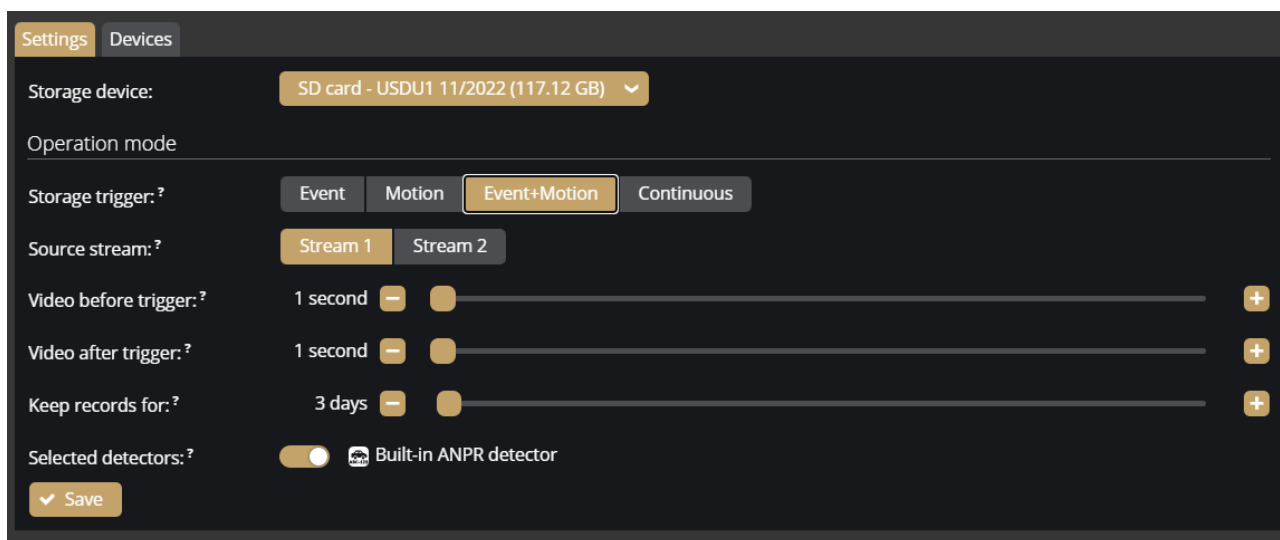 Settings Devices
Storage device: SD card - USDU1 11/2022 (117.12 GB)
Operation mode
Storage trigger: ? Event Motion Event+Motion Continuous
Source stream: ? Stream 1 Stream 2
Video before trigger: ? 1 second
Video after trigger: ? 1 second
Keep records for: ? 3 days
Selected detectors: ? Built-in ANPR detector
Save